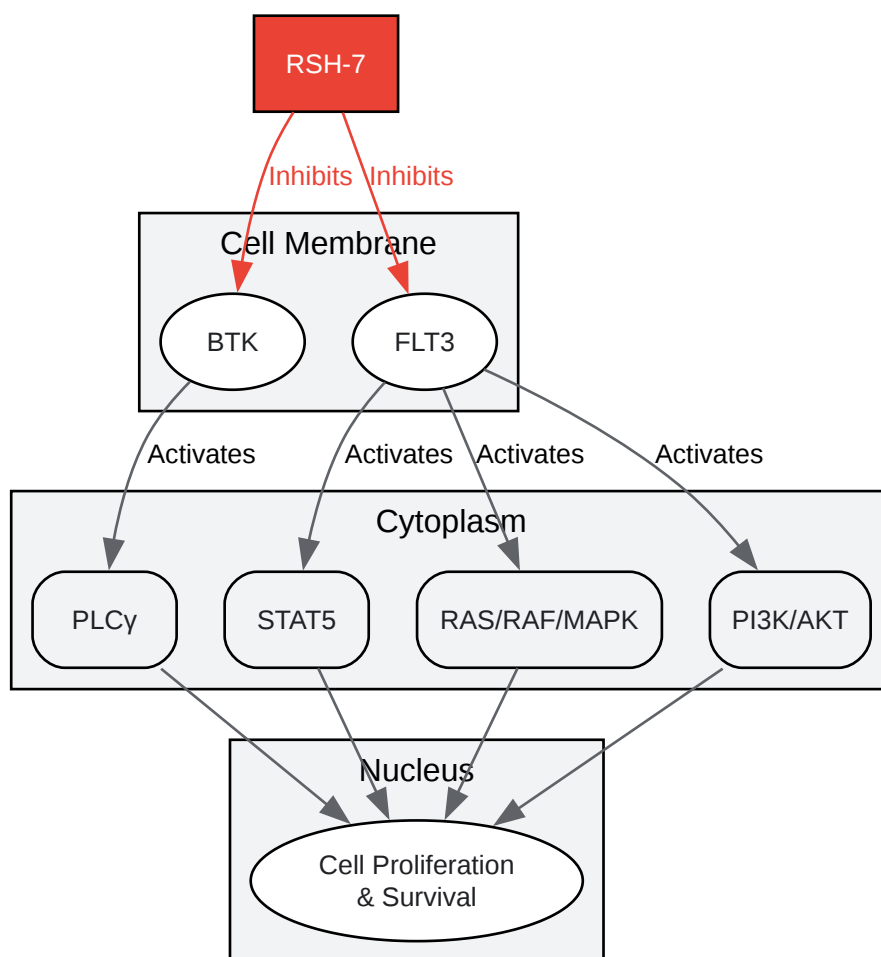 RSH-7
Inhibits
Inhibits
Cell Membrane
BTK
FLT3
Activates
Activates
Activates
Activates
Cytoplasm
PLCγ
STAT5
RAS/RAF/MAPK
PI3K/AKT
Nucleus
Cell Proliferation
& Survival